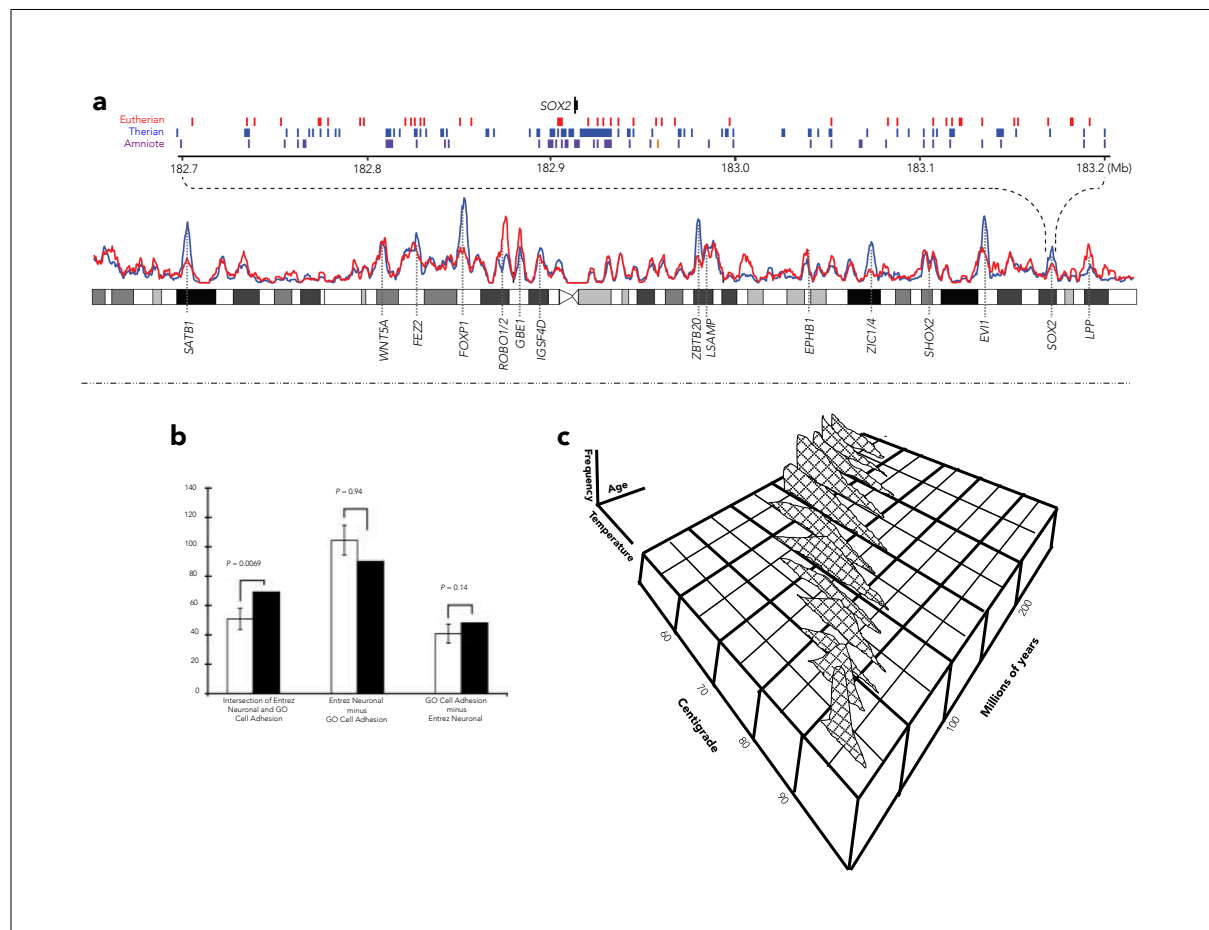 a
SOX2
Eutherian
Therian
Amniote
182.7 182.8 182.9 183.0 183.1 183.2 (Mb)
SATB1
WNT5A
FEZ2
FOXP1
ROBO1/2
GBE1
IGSF4D
ZBTB20
LSAMP
EPHB1
ZIC1/4
SHOX2
EVI1
SOX2
LPP
b
140
120
100
80
60
40
20
0
P = 0.0069
P = 0.94
P = 0.14
Intersection of Entrez
Neuronal and GO
Cell Adhesion
Entrez Neuronal
minus
GO Cell Adhesion
GO Cell Adhesion
minus
Entrez Neuronal
c
Frequency
Age
Temperature
60
70
80
90
Centigrade
100
200
Millions of years